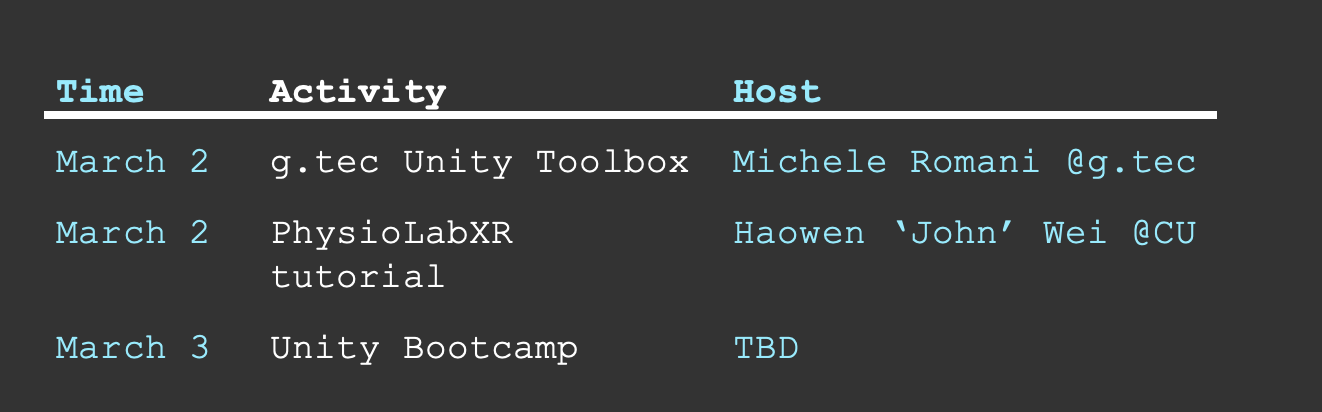 Time Activity Host
March 2 g.tec Unity Toolbox Michele Romani @g.tec
March 2 PhysioLabXR Haowen ‘John’ Wei @CU
tutorial
March 3 Unity Bootcamp TBD